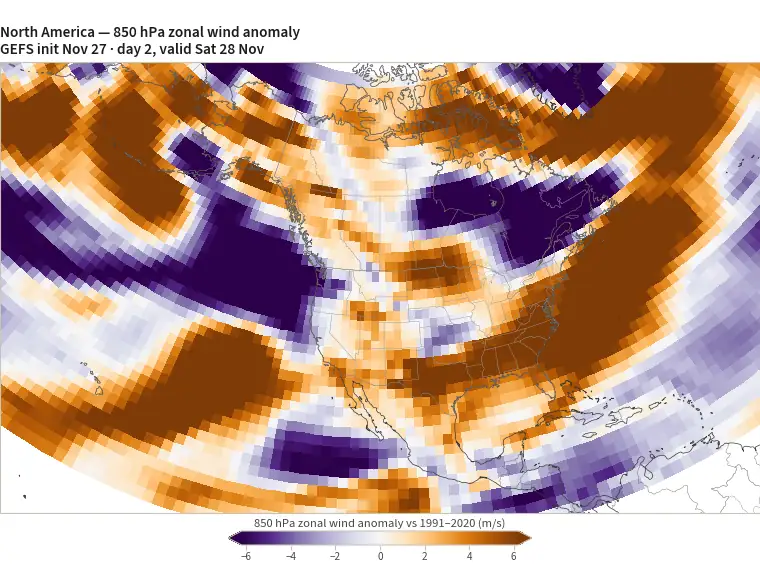 North America — 850 hPa zonal wind anomaly
GEFS init Nov 27 · day 2, valid Sat 28 Nov
850 hPa zonal wind anomaly vs 1991–2020 (m/s)
−6 −4 −2 0 2 4 6